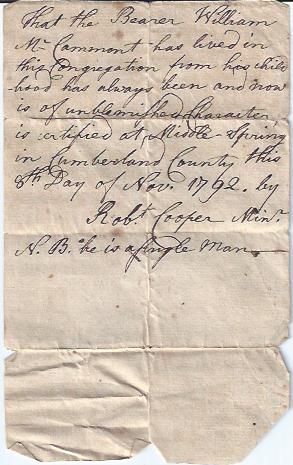 That the Bearer William
Mc Cammont has lived in
this Congregation from his child
hood has always been and now
is of unblemished Character,
is certified at Middle-Spring
in Cumberland County this
8th Day of Nov. 1792. by
Robt. Cooper Minr.
N. B. he is a single Man